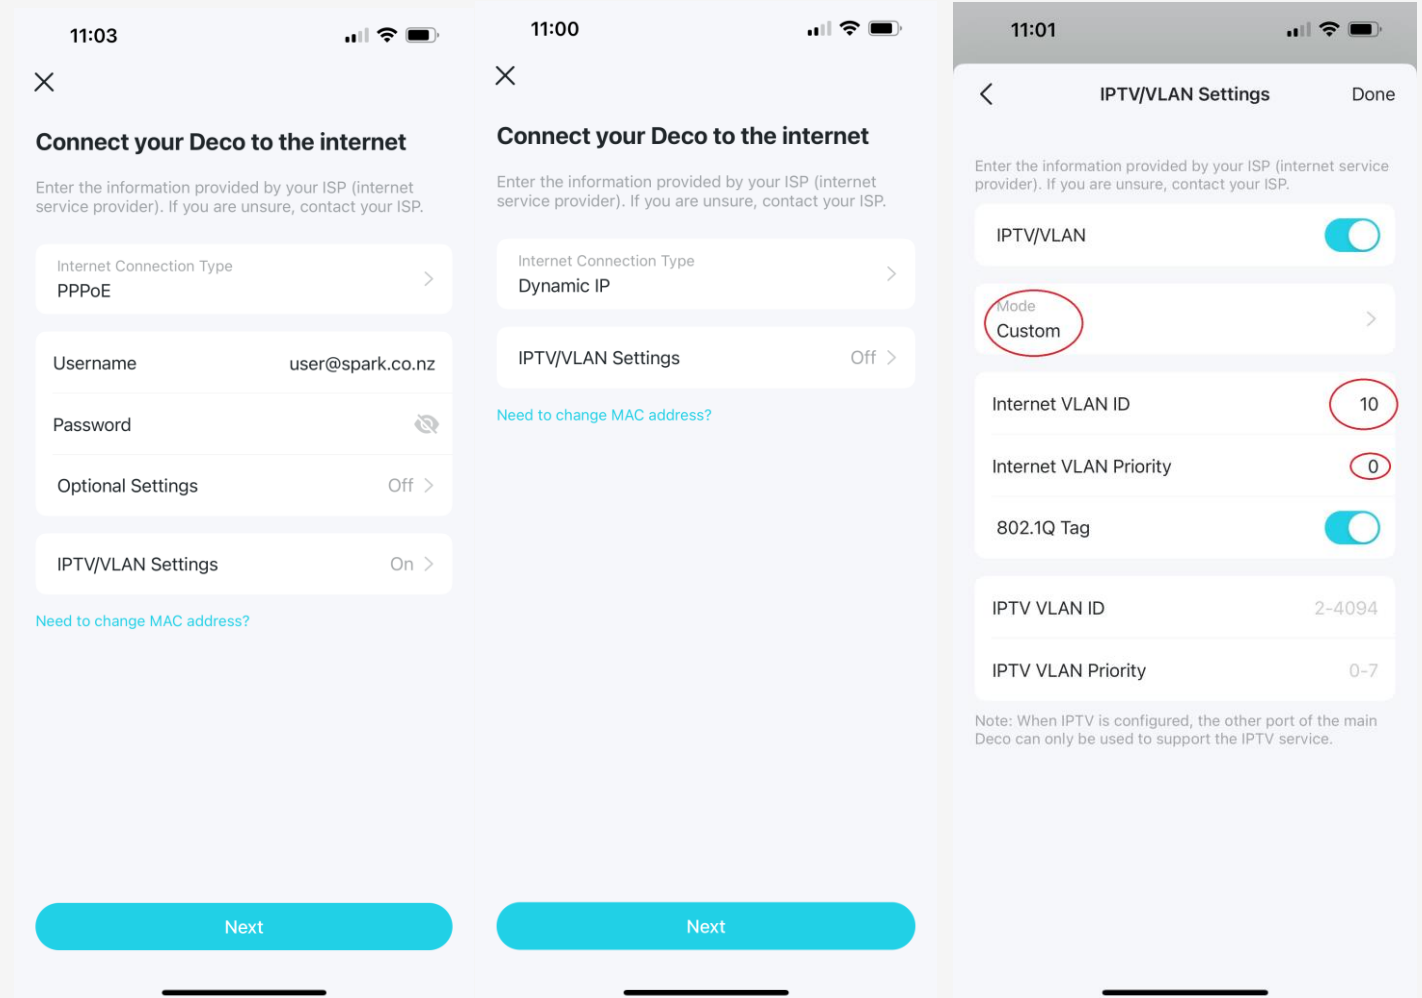 11:03
Connect your Deco to the internet
Enter the information provided by your ISP (internet
service provider). If you are unsure, contact your ISP.
Internet Connection Type
PPPoE
Username user@spark.co.nz
Password
Optional Settings Off
IPTV/VLAN Settings On
Need to change MAC address?
Next
11:00
Connect your Deco to the internet
Enter the information provided by your ISP (internet
service provider). If you are unsure, contact your ISP.
Internet Connection Type
Dynamic IP
IPTV/VLAN Settings Off
Need to change MAC address?
Next
11:01
IPTV/VLAN Settings Done
Enter the information provided by your ISP (internet service
provider). If you are unsure, contact your ISP.
IPTV/VLAN
Mode
Custom
Internet VLAN ID 10
Internet VLAN Priority 0
802.1Q Tag
IPTV VLAN ID 2-4094
IPTV VLAN Priority 0-7
Note: When IPTV is configured, the other port of the main
Deco can only be used to support the IPTV service.